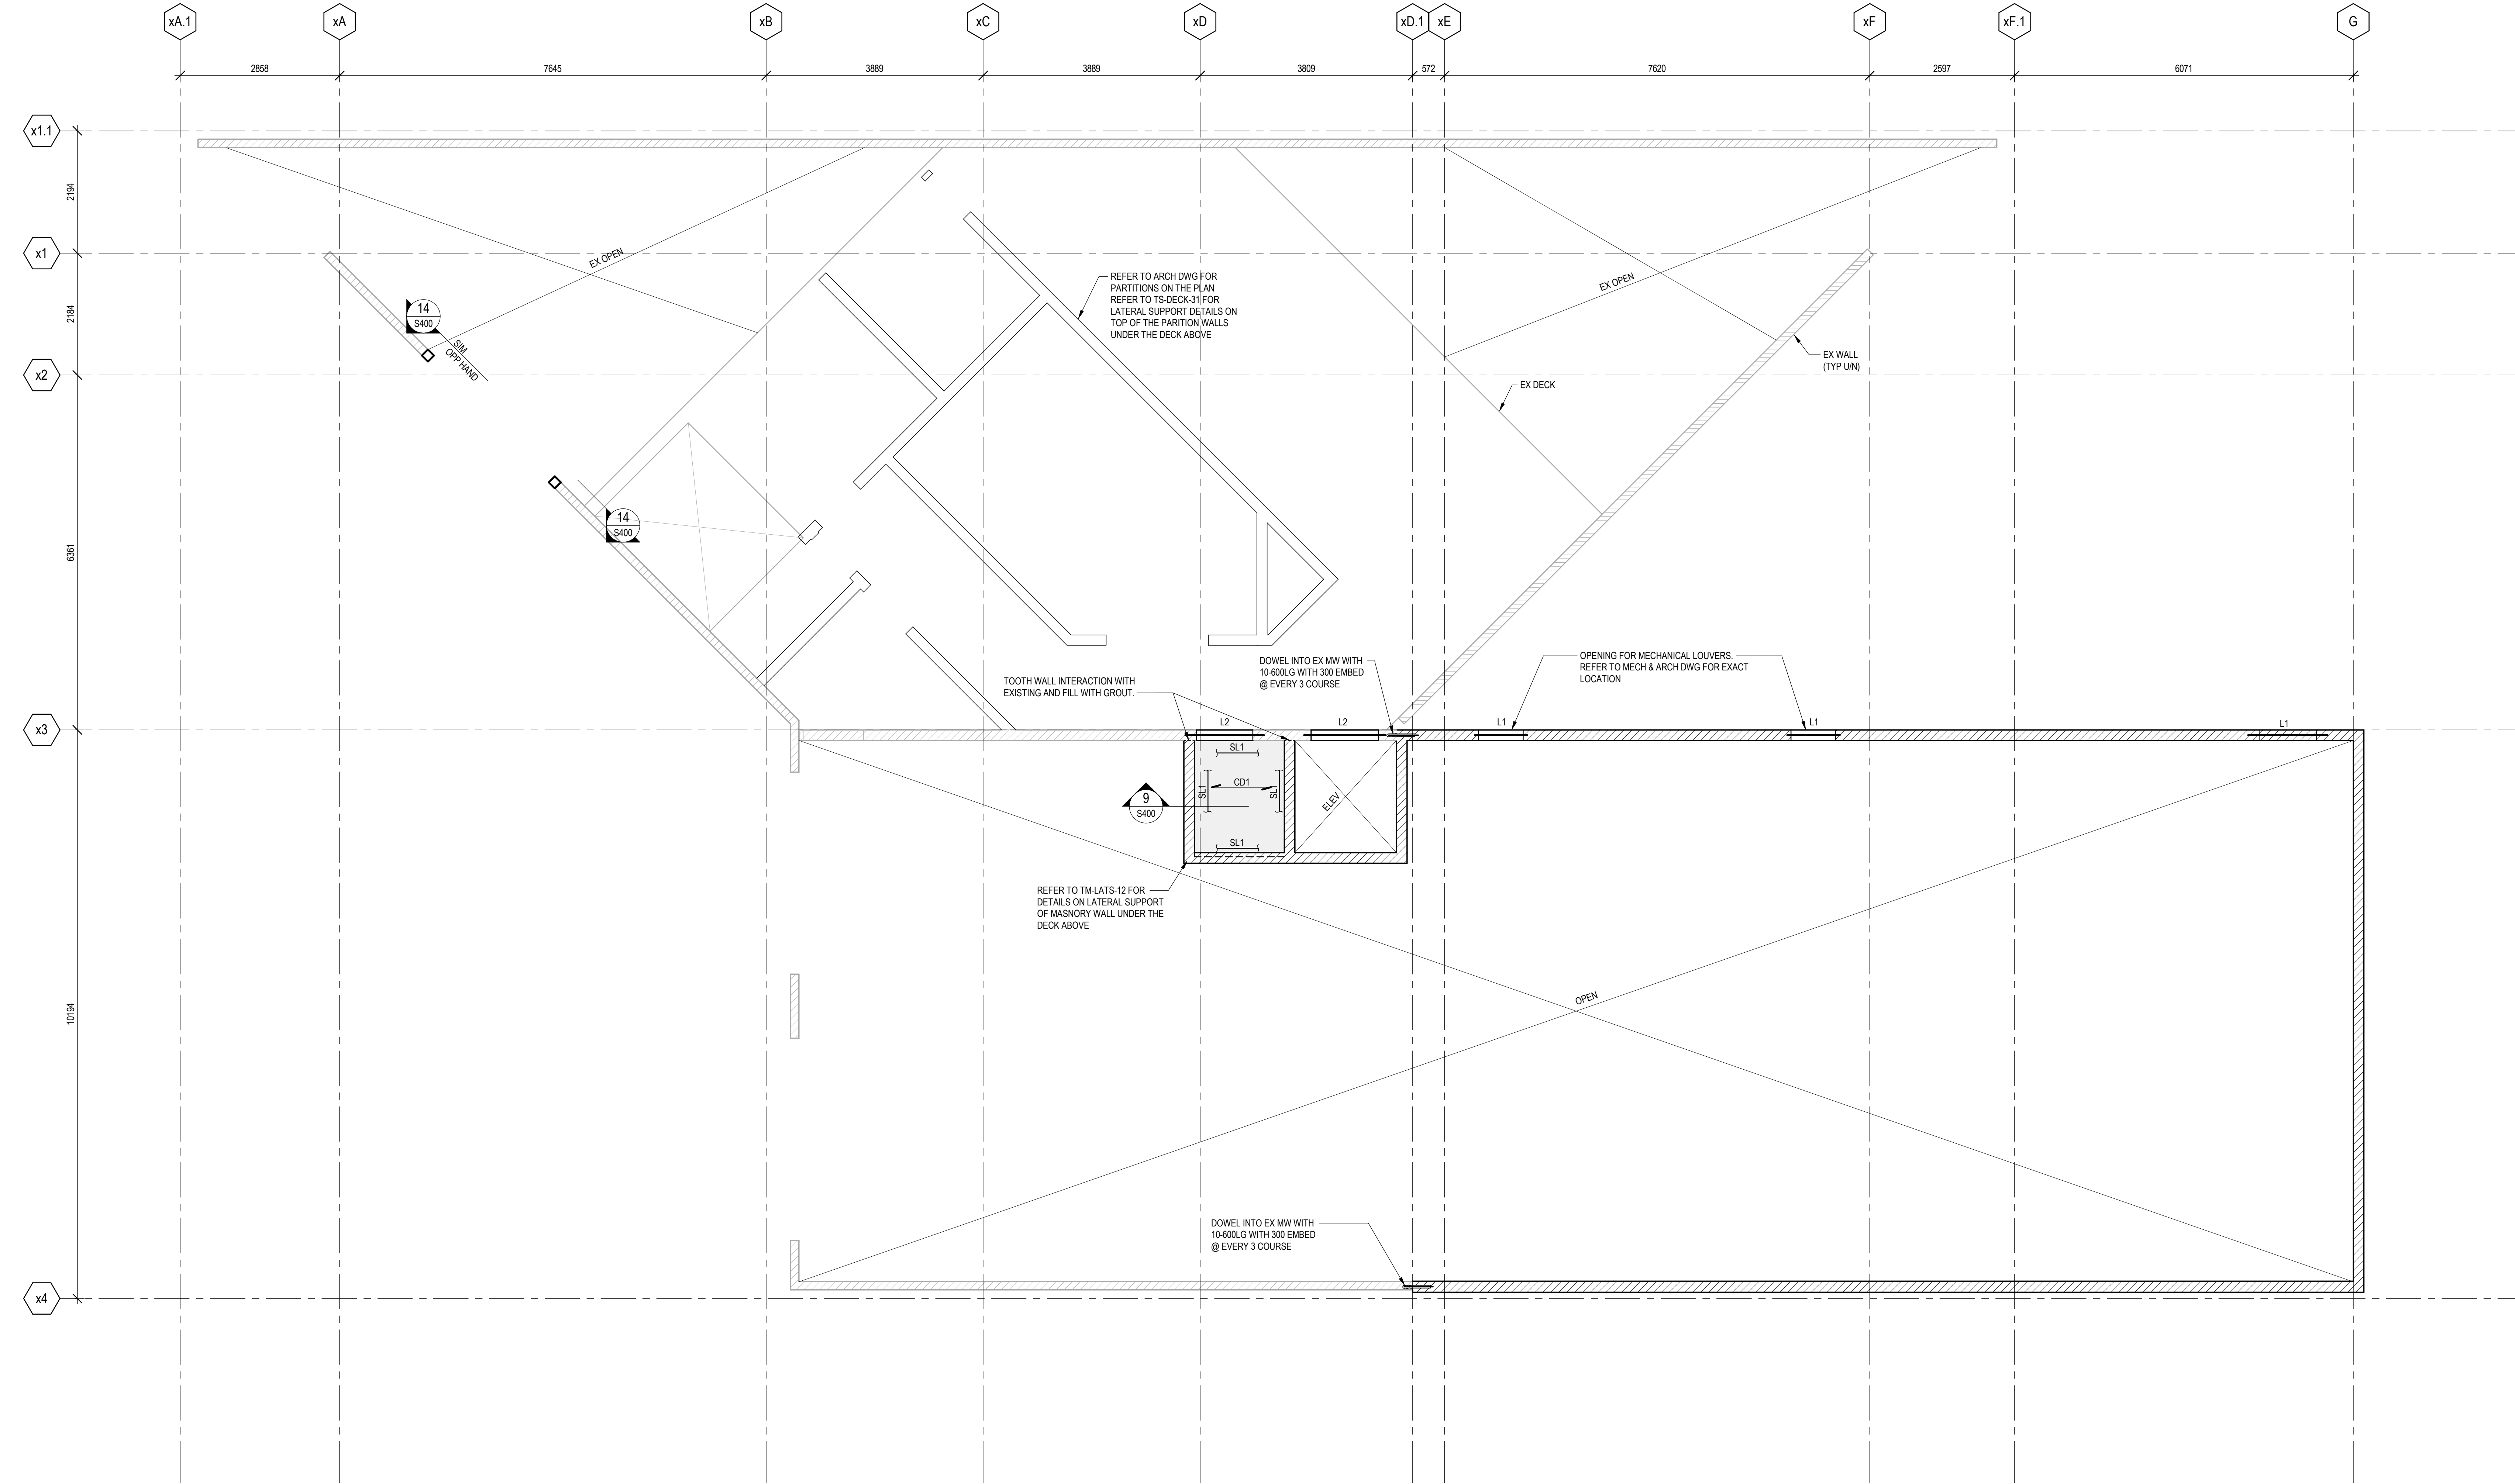 xA.1
xA
xB
xC
xD
xD.1
xE
xF
xF.1
G
2858
7645
3889
3889
3809
572
7620
2597
6071
x1.1
2194
x1
2184
x2
6361
x3
10194
x4
EX OPEN
14
S400
SIM
OPP HAND
REFER TO ARCH DWG FOR
PARTITIONS ON THE PLAN
REFER TO TS-DECK-31 FOR
LATERAL SUPPORT DETAILS ON
TOP OF THE PARITION WALLS
UNDER THE DECK ABOVE
EX OPEN
EX WALL
(TYP U/N)
EX DECK
14
S400
DOWEL INTO EX MW WITH
10-600LG WITH 300 EMBED
@ EVERY 3 COURSE
OPENING FOR MECHANICAL LOUVERS.
REFER TO MECH & ARCH DWG FOR EXACT
LOCATION
TOOTH WALL INTERACTION WITH
EXISTING AND FILL WITH GROUT.
L2
L2
L1
L1
L1
SL1
SL1
CD1
SL1
SL1
ELEV
9
S400
REFER TO TM-LATS-12 FOR
DETAILS ON LATERAL SUPPORT
OF MASNORY WALL UNDER THE
DECK ABOVE
OPEN
DOWEL INTO EX MW WITH
10-600LG WITH 300 EMBED
@ EVERY 3 COURSE